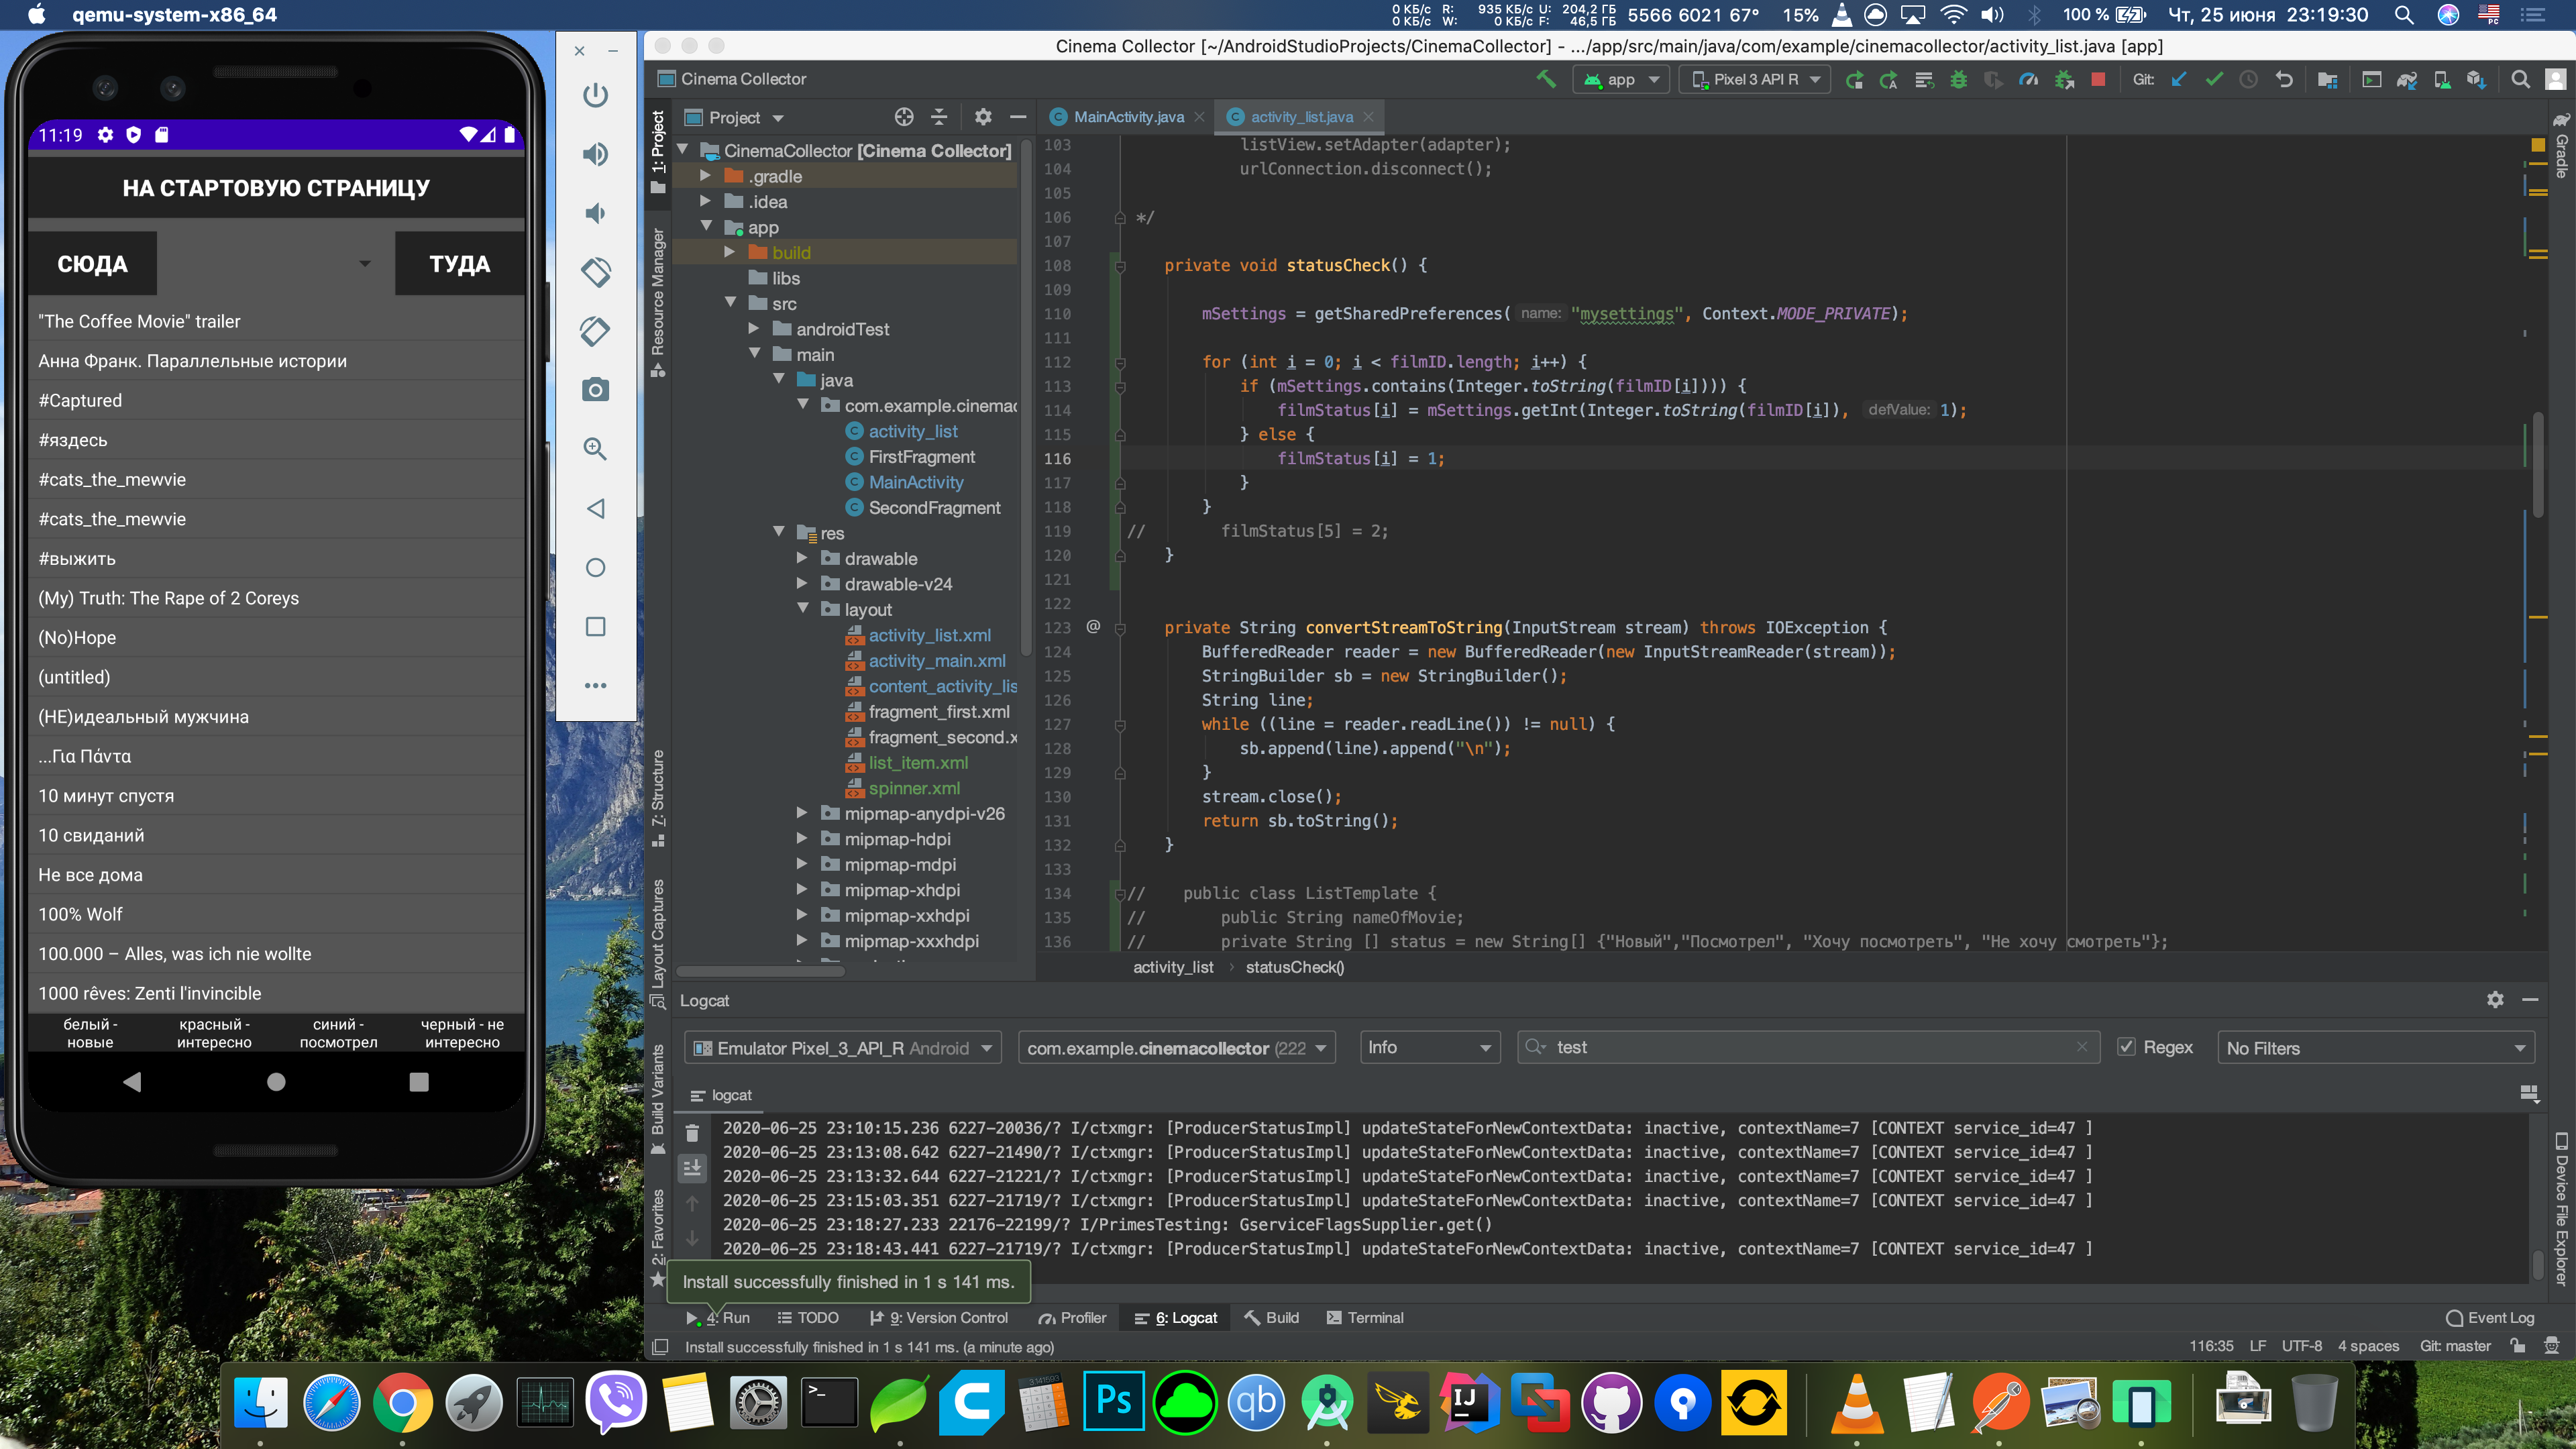 qemu-system-x86_64
0 КБ/с R: 935 КБ/с U: 204,2 ГБ
0 КБ/с W: 0 КБ/с F: 46,5 ГБ
5566 6021 67° 15% 100 % Чт, 25 июня 23:19:30
Cinema Collector [~/AndroidStudioProjects/CinemaCollector] - .../app/src/main/java/com/example/cinemacollector/activity_list.java [app]
Cinema Collector
app
Pixel 3 API R
Git:
11:19
НА СТАРТОВУЮ СТРАНИЦУ
СЮДА
ТУДА
"The Coffee Movie" trailer
Анна Франк. Параллельные истории
#Captured
#яздесь
#cats_the_mewvie
#cats_the_mewvie
#выжить
(My) Truth: The Rape of 2 Coreys
(No)Hope
(untitled)
(НЕ)идеальный мужчина
...Για Πάντα
10 минут спустя
10 свиданий
Не все дома
100% Wolf
100.000 – Alles, was ich nie wollte
1000 rêves: Zenti l'invincible
белый - новые
красный - интересно
синий - посмотрел
черный - не интересно
1: Project
Resource Manager
7: Structure
Layout Captures
Build Variants
2: Favorites
Project
CinemaCollector [Cinema Collector]
.gradle
.idea
app
build
libs
src
androidTest
main
java
com.example.cinemac
activity_list
FirstFragment
MainActivity
SecondFragment
res
drawable
drawable-v24
layout
activity_list.xml
activity_main.xml
content_activity_lis
fragment_first.xml
fragment_second.x
list_item.xml
spinner.xml
mipmap-anydpi-v26
mipmap-hdpi
mipmap-mdpi
mipmap-xhdpi
mipmap-xxhdpi
mipmap-xxxhdpi
MainActivity.java
activity_list.java
103 listView.setAdapter(adapter);
104 urlConnection.disconnect();
105
106 */
107
108 private void statusCheck() {
109
110 mSettings = getSharedPreferences( name: "mysettings", Context.MODE_PRIVATE);
111
112 for (int i = 0; i < filmID.length; i++) {
113 if (mSettings.contains(Integer.toString(filmID[i]))) {
114 filmStatus[i] = mSettings.getInt(Integer.toString(filmID[i]), defValue: 1);
115 } else {
116 filmStatus[i] = 1;
117 }
118 }
119 // filmStatus[5] = 2;
120 }
121
122
123 @ private String convertStreamToString(InputStream stream) throws IOException {
124 BufferedReader reader = new BufferedReader(new InputStreamReader(stream));
125 StringBuilder sb = new StringBuilder();
126 String line;
127 while ((line = reader.readLine()) != null) {
128 sb.append(line).append("\n");
129 }
130 stream.close();
131 return sb.toString();
132 }
133
134 // public class ListTemplate {
135 // public String nameOfMovie;
136 // private String [] status = new String[] {"Новый","Посмотрел", "Хочу посмотреть", "Не хочу смотреть"};
activity_list › statusCheck()
Gradle
Device File Explorer
Logcat
Emulator Pixel_3_API_R Android
com.example.cinemacollector (222
Info
test
Regex
No Filters
logcat
2020-06-25 23:10:15.236 6227-20036/? I/ctxmgr: [ProducerStatusImpl] updateStateForNewContextData: inactive, contextName=7 [CONTEXT service_id=47 ]
2020-06-25 23:13:08.642 6227-21490/? I/ctxmgr: [ProducerStatusImpl] updateStateForNewContextData: inactive, contextName=7 [CONTEXT service_id=47 ]
2020-06-25 23:13:32.644 6227-21221/? I/ctxmgr: [ProducerStatusImpl] updateStateForNewContextData: inactive, contextName=7 [CONTEXT service_id=47 ]
2020-06-25 23:15:03.351 6227-21719/? I/ctxmgr: [ProducerStatusImpl] updateStateForNewContextData: inactive, contextName=7 [CONTEXT service_id=47 ]
2020-06-25 23:18:27.233 22176-22199/? I/PrimesTesting: GserviceFlagsSupplier.get()
2020-06-25 23:18:43.441 6227-21719/? I/ctxmgr: [ProducerStatusImpl] updateStateForNewContextData: inactive, contextName=7 [CONTEXT service_id=47 ]
Install successfully finished in 1 s 141 ms.
4: Run
TODO
9: Version Control
Profiler
6: Logcat
Build
Terminal
Event Log
Install successfully finished in 1 s 141 ms. (a minute ago)
116:35 LF UTF-8 4 spaces Git: master
Ps
qb
IJ